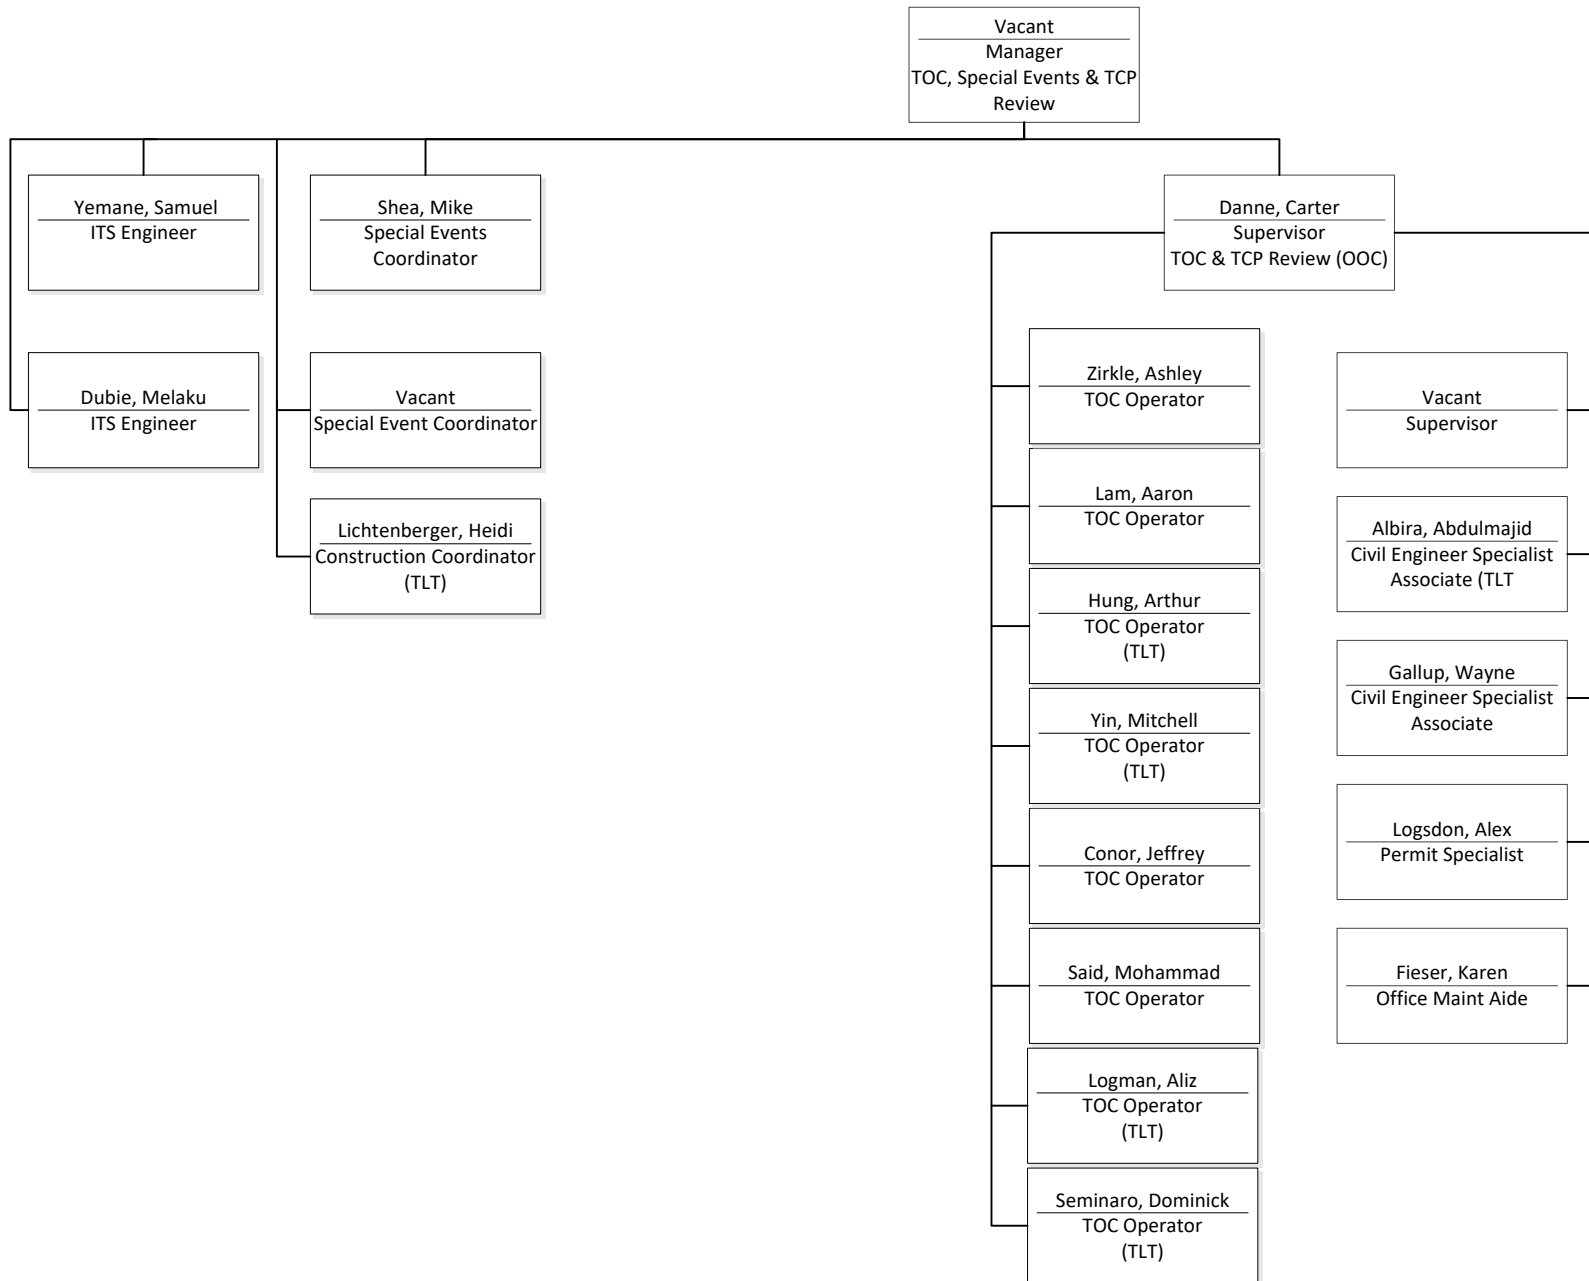 Vacant
Manager
TOC, Special Events & TCP
Review
Yemane, Samuel
ITS Engineer
Shea, Mike
Special Events
Coordinator
Danne, Carter
Supervisor
TOC & TCP Review (OOC)
Dubie, Melaku
ITS Engineer
Vacant
Special Event Coordinator
Lichtenberger, Heidi
Construction Coordinator
(TLT)
Zirkle, Ashley
TOC Operator
Lam, Aaron
TOC Operator
Hung, Arthur
TOC Operator
(TLT)
Yin, Mitchell
TOC Operator
(TLT)
Conor, Jeffrey
TOC Operator
Said, Mohammad
TOC Operator
Logman, Aliz
TOC Operator
(TLT)
Seminaro, Dominick
TOC Operator
(TLT)
Vacant
Supervisor
Albira, Abdulmajid
Civil Engineer Specialist
Associate (TLT
Gallup, Wayne
Civil Engineer Specialist
Associate
Logsdon, Alex
Permit Specialist
Fieser, Karen
Office Maint Aide